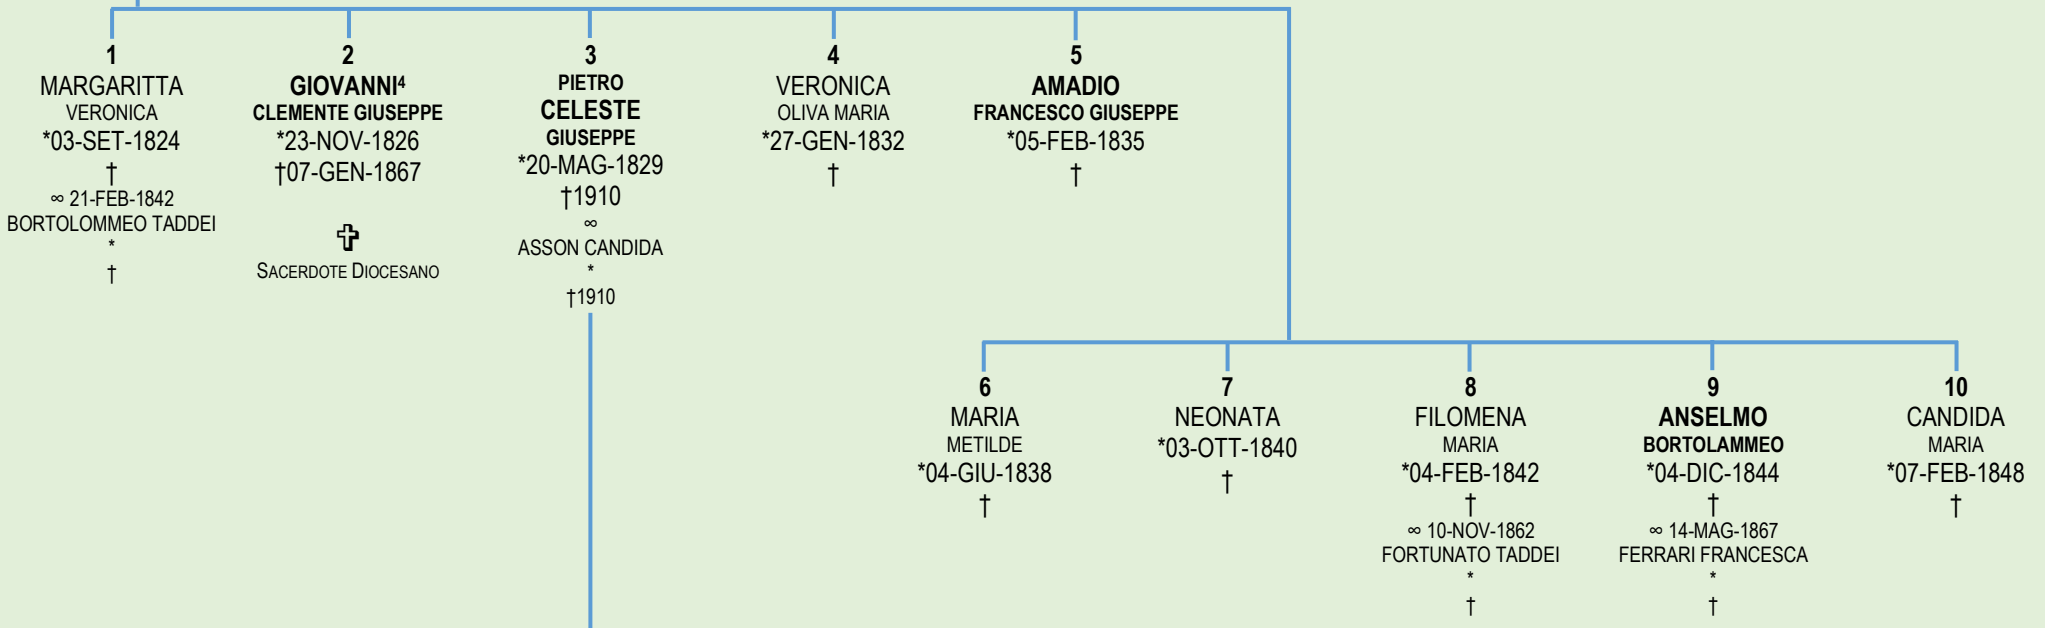 1
MARGARITTA
VERONICA
*03-SET-1824
†
∞ 21-FEB-1842
BORTOLOMMEO TADDEI
*
†
2
GIOVANNI⁴
CLEMENTE GIUSEPPE
*23-NOV-1826
†07-GEN-1867
✞
SACERDOTE DIOCESANO
3
PIETRO
CELESTE
GIUSEPPE
*20-MAG-1829
†1910
∞
ASSON CANDIDA
*
†1910
4
VERONICA
OLIVA MARIA
*27-GEN-1832
†
5
AMADIO
FRANCESCO GIUSEPPE
*05-FEB-1835
†
6
MARIA
METILDE
*04-GIU-1838
†
7
NEONATA
*03-OTT-1840
†
8
FILOMENA
MARIA
*04-FEB-1842
†
∞ 10-NOV-1862
FORTUNATO TADDEI
*
†
9
ANSELMO
BORTOLAMMEO
*04-DIC-1844
†
∞ 14-MAG-1867
FERRARI FRANCESCA
*
†
10
CANDIDA
MARIA
*07-FEB-1848
†